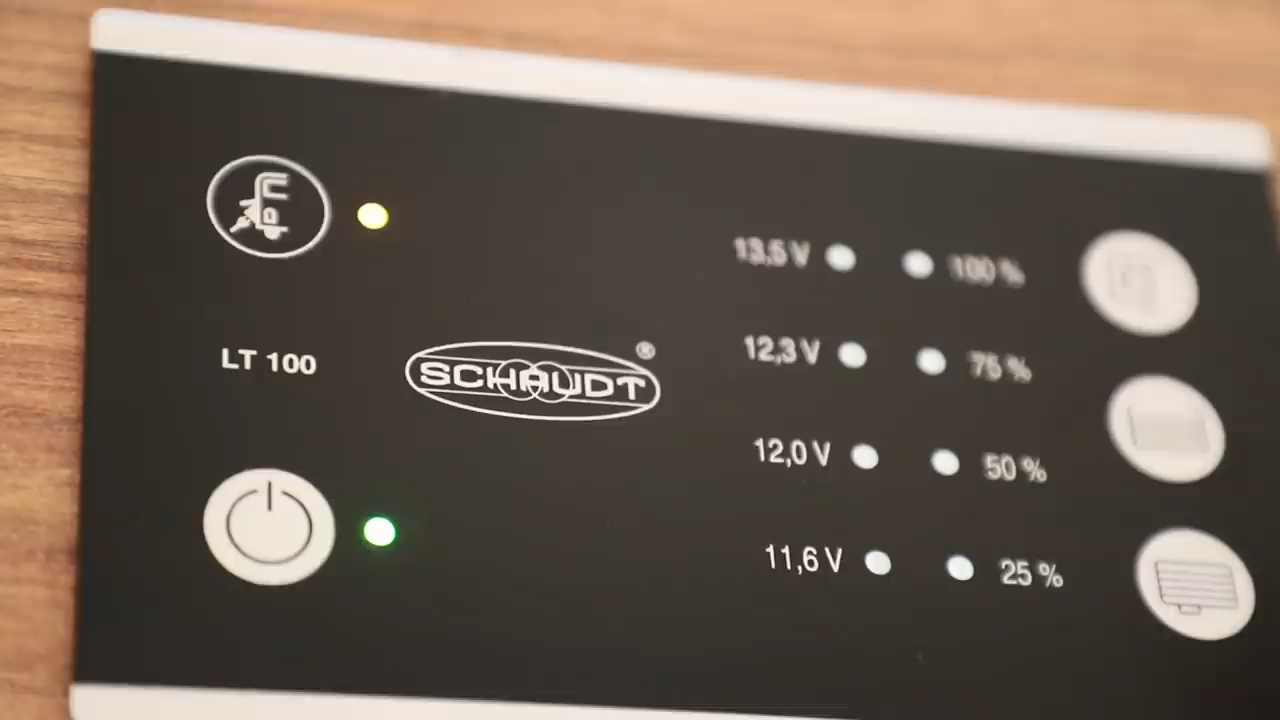 13,5 V 100 %
LT 100
SCHAUDT ®
12,3 V 75 %
12,0 V 50 %
11,6 V 25 %